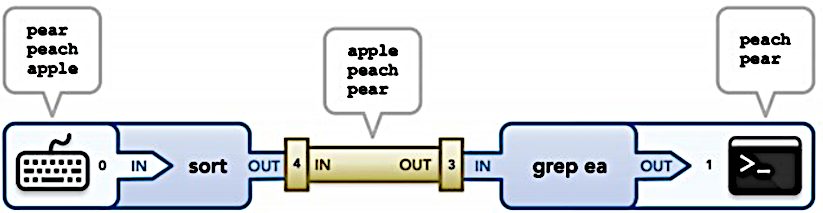 pear
peach
apple
apple
peach
pear
peach
pear
0 IN sort OUT 4 IN OUT 3 IN grep ea OUT 1 >_